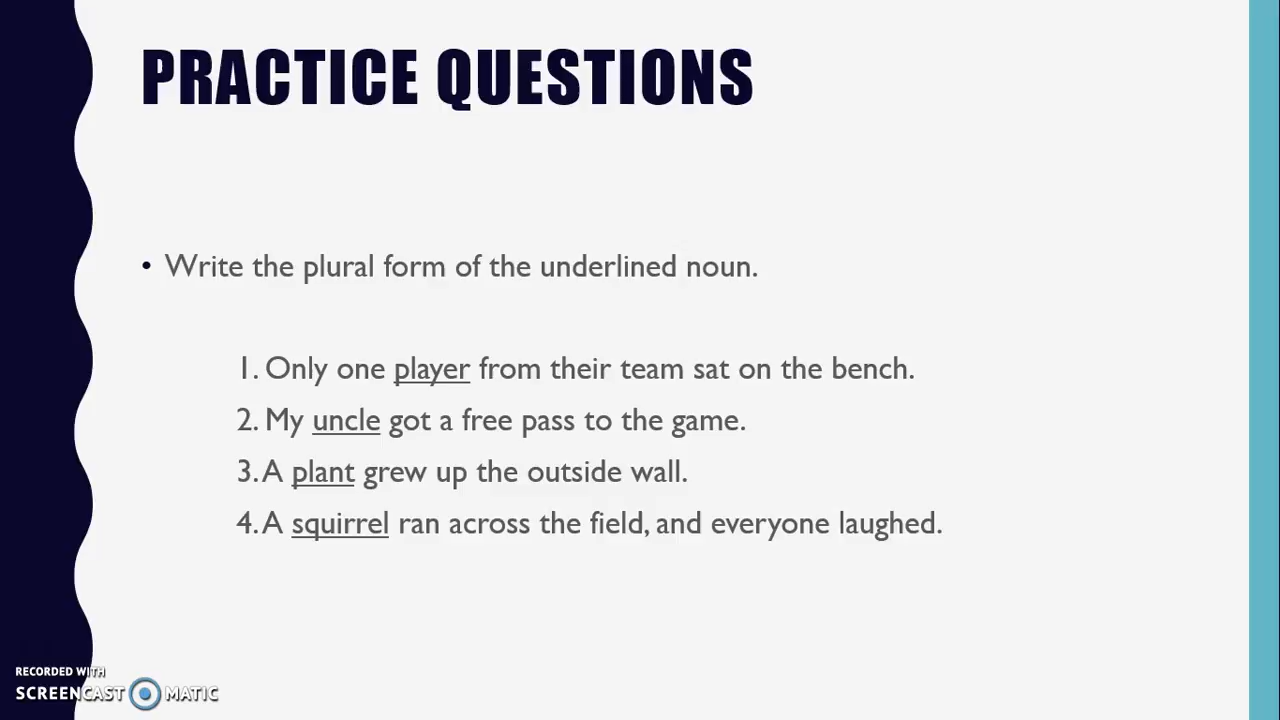 PRACTICE QUESTIONS
• Write the plural form of the underlined noun.
1. Only one player from their team sat on the bench.
2. My uncle got a free pass to the game.
3. A plant grew up the outside wall.
4. A squirrel ran across the field, and everyone laughed.
RECORDED WITH
SCREENCAST MATIC